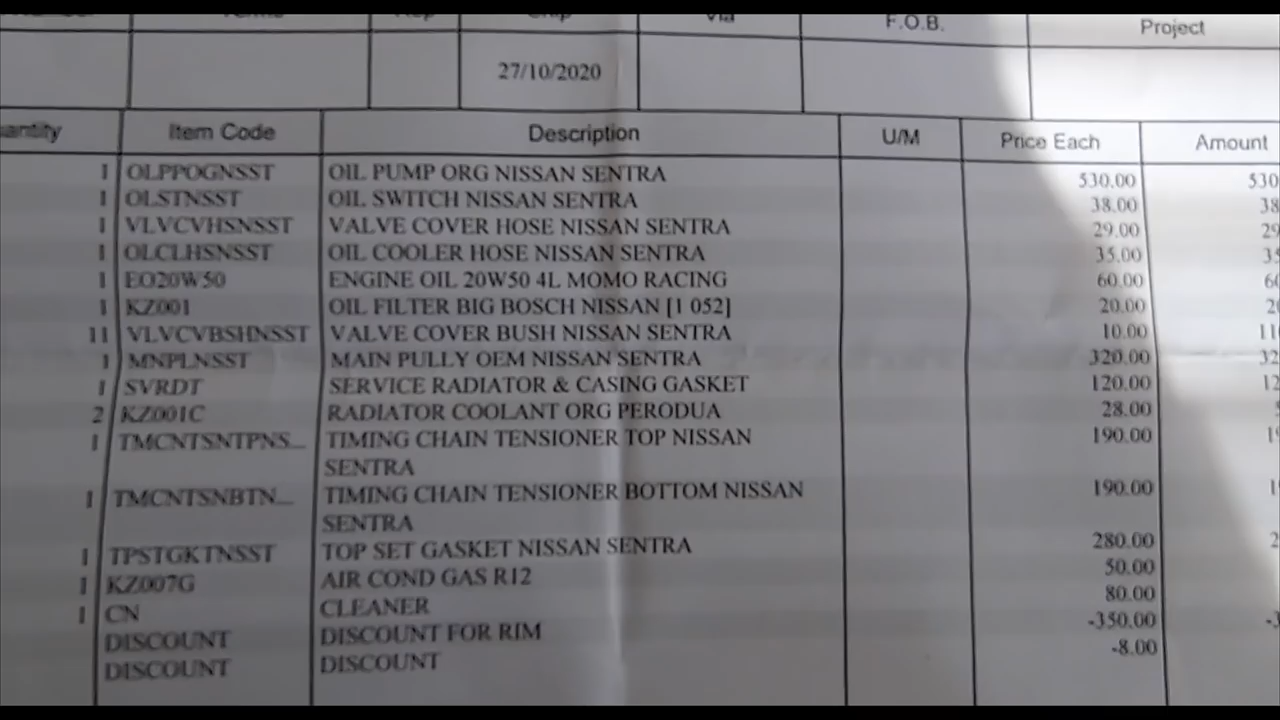 F.O.B.
Project
27/10/2020
Item Code Description U/M Price Each Amount
1 OLPPOGNSST OIL PUMP ORG NISSAN SENTRA 530.00 530
1 OLSTNSST OIL SWITCH NISSAN SENTRA 38.00 38
1 VLVCVHSNSST VALVE COVER HOSE NISSAN SENTRA 29.00 29
1 OLCLHSNSST OIL COOLER HOSE NISSAN SENTRA 35.00
1 EO20W50 ENGINE OIL 20W50 4L MOMO RACING 60.00
1 KZ001 OIL FILTER BIG BOSCH NISSAN [1 052] 20.00
11 VLVCVBSHNSST VALVE COVER BUSH NISSAN SENTRA 10.00 11
1 MNPLNSST MAIN PULLY OEM NISSAN SENTRA 320.00 32
1 SVRDT SERVICE RADIATOR & CASING GASKET 120.00 12
2 KZ001C RADIATOR COOLANT ORG PERODUA 28.00
1 TMCNTSNTPNS... TIMING CHAIN TENSIONER TOP NISSAN 190.00
SENTRA
1 TMCNTSNBTN... TIMING CHAIN TENSIONER BOTTOM NISSAN 190.00
SENTRA
1 TPSTGKTNSST TOP SET GASKET NISSAN SENTRA 280.00 2
1 KZ007G AIR COND GAS R12 50.00
1 CN CLEANER 80.00
DISCOUNT DISCOUNT FOR RIM -350.00
DISCOUNT DISCOUNT -8.00